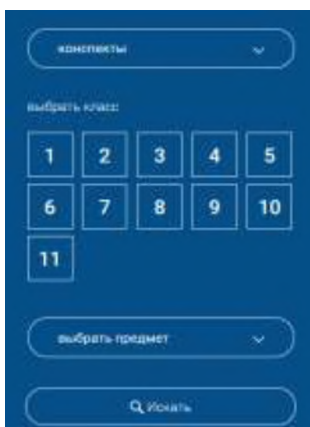 конспекты
выбрать класс
1 2 3 4 5
6 7 8 9 10
11
выбрать предмет
Искать